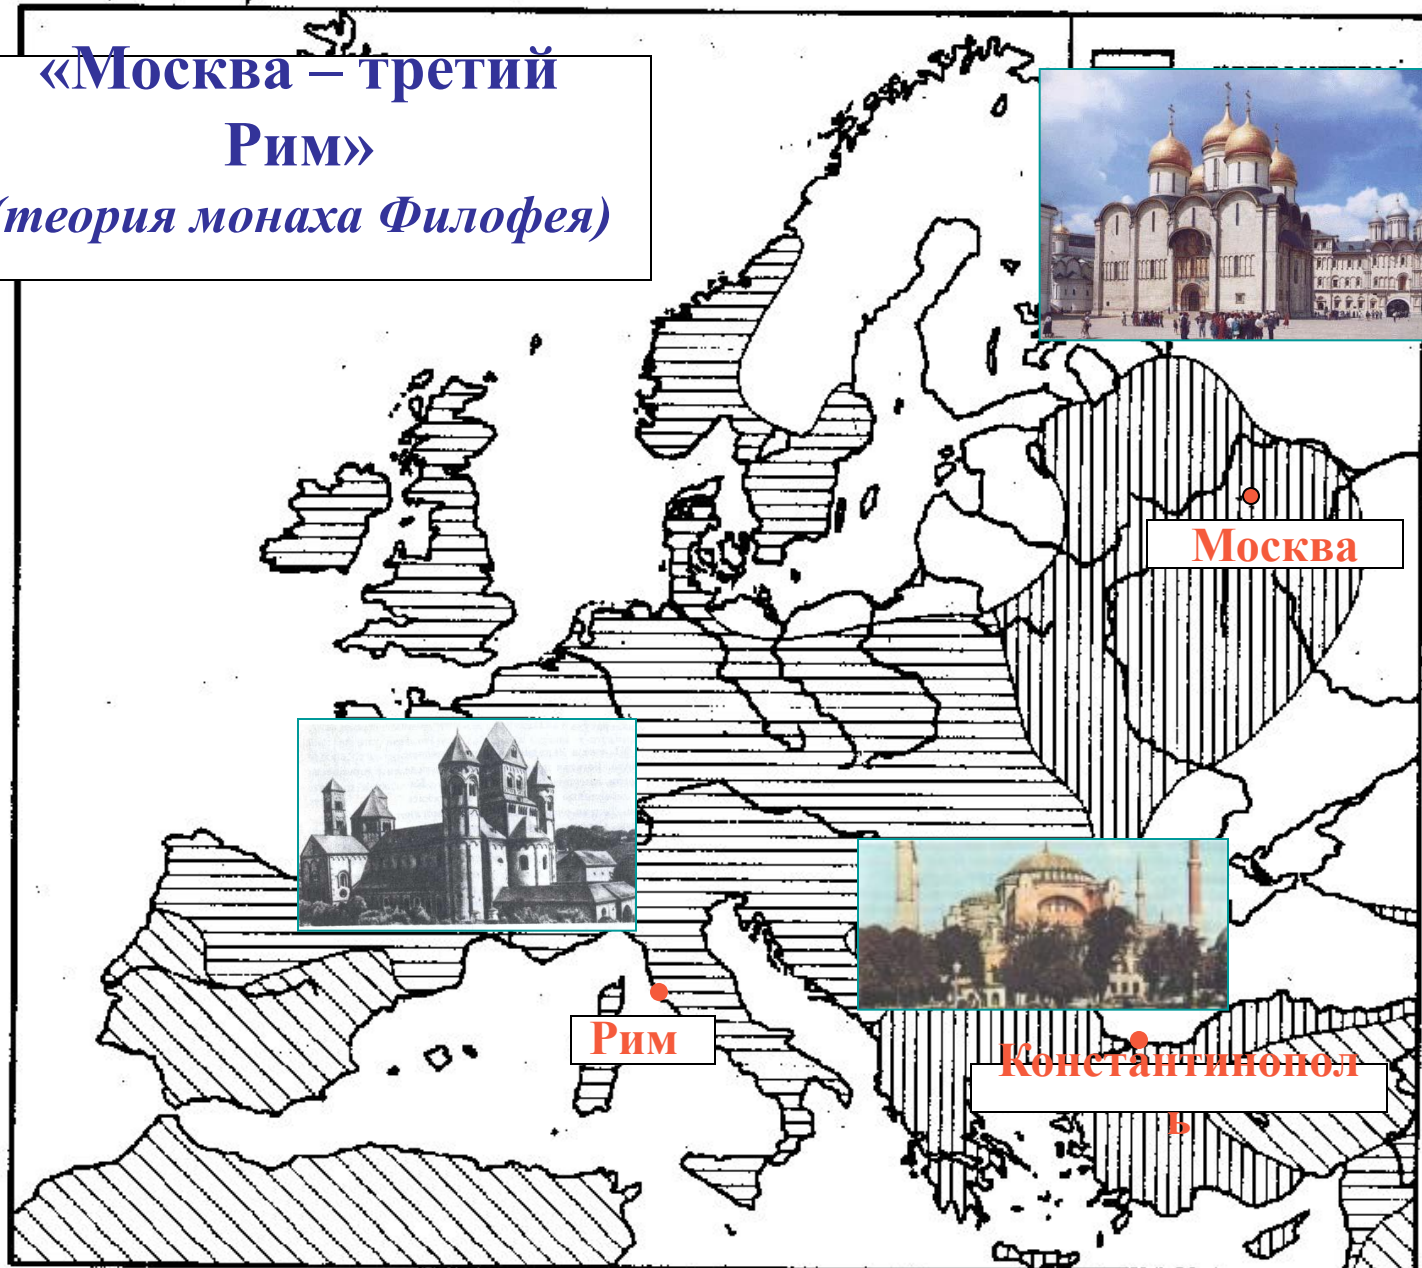 «Москва – третий
Рим»
(теория монаха Филофея)
Москва
Рим
Константинопол
ь